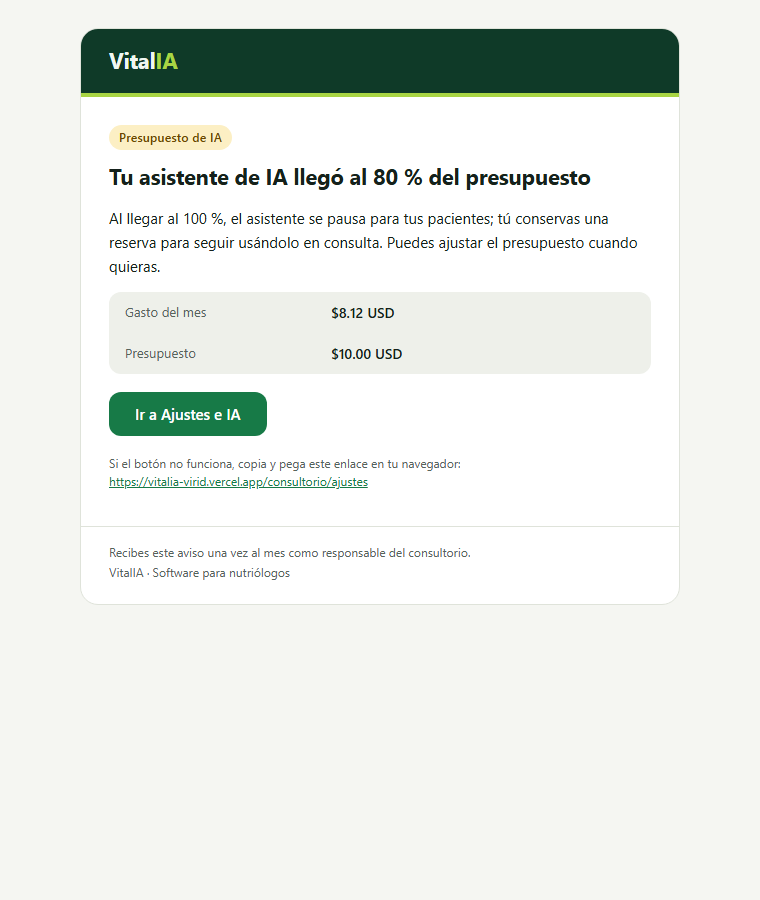 VitalIA
Presupuesto de IA
Tu asistente de IA llegó al 80 % del presupuesto
Al llegar al 100 %, el asistente se pausa para tus pacientes; tú conservas una
reserva para seguir usándolo en consulta. Puedes ajustar el presupuesto cuando
quieras.
Gasto del mes $8.12 USD
Presupuesto $10.00 USD
Ir a Ajustes e IA
Si el botón no funciona, copia y pega este enlace en tu navegador:
https://vitalia-virid.vercel.app/consultorio/ajustes
Recibes este aviso una vez al mes como responsable del consultorio.
VitalIA · Software para nutriólogos